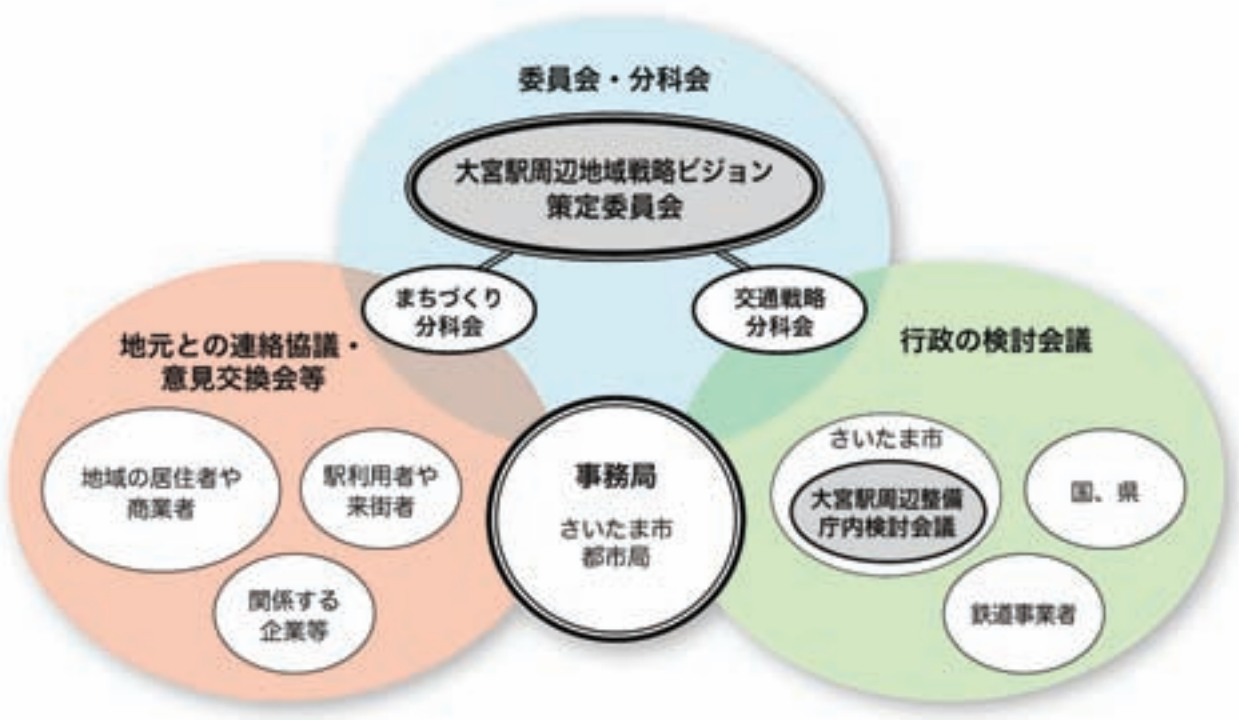 委員会・分科会
大宮駅周辺地域戦略ビジョン
策定委員会
まちづくり
分科会
交通戦略
分科会
地元との連絡協議・
意見交換会等
地域の居住者や
商業者
駅利用者や
来街者
関係する
企業等
事務局
さいたま市
都市局
行政の検討会議
さいたま市
大宮駅周辺整備
庁内検討会議
国、県
鉄道事業者